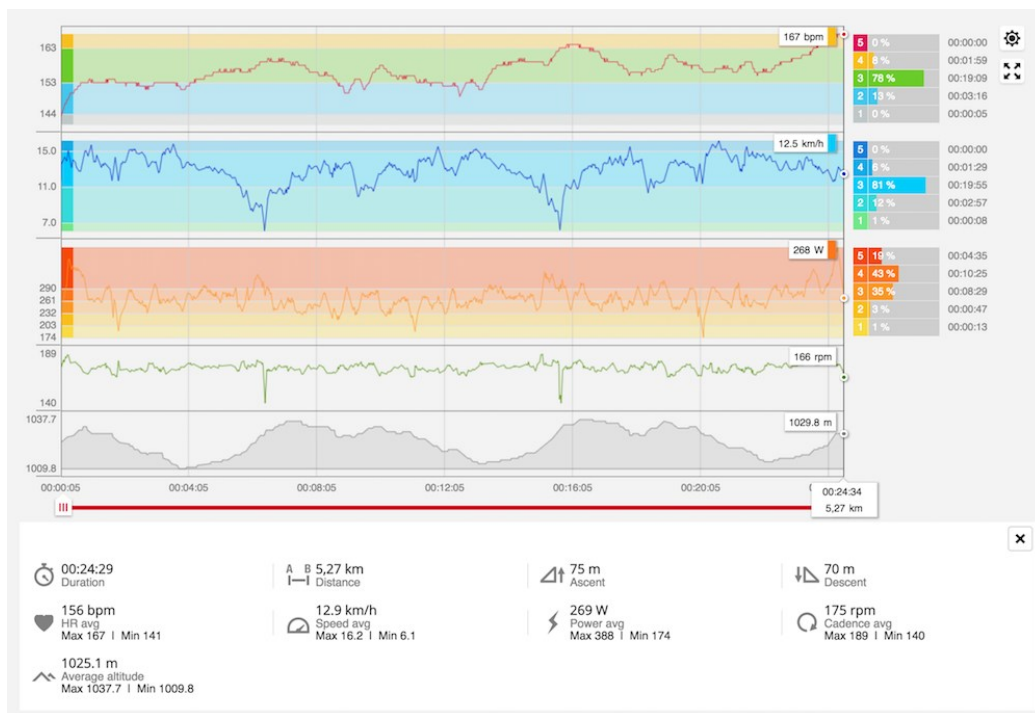 163
153
144
167 bpm
5 0 % 00:00:00
4 8 % 00:01:59
3 78 % 00:19:09
2 13 % 00:03:16
1 0 % 00:00:05
15.0
11.0
7.0
12.5 km/h
5 0 % 00:00:00
4 6 % 00:01:29
3 81 % 00:19:55
2 12 % 00:02:57
1 1 % 00:00:08
290
261
232
203
174
268 W
5 19 % 00:04:35
4 43 % 00:10:25
3 35 % 00:08:29
2 3 % 00:00:47
1 1 % 00:00:13
189
140
166 rpm
1037.7
1009.8
1029.8 m
00:00:05 00:04:05 00:08:05 00:12:05 00:16:05 00:20:05
00:24:34
5,27 km
00:24:29
Duration
A B
5,27 km
Distance
75 m
Ascent
70 m
Descent
156 bpm
HR avg
Max 167 | Min 141
12.9 km/h
Speed avg
Max 16.2 | Min 6.1
269 W
Power avg
Max 388 | Min 174
175 rpm
Cadence avg
Max 189 | Min 140
1025.1 m
Average altitude
Max 1037.7 | Min 1009.8